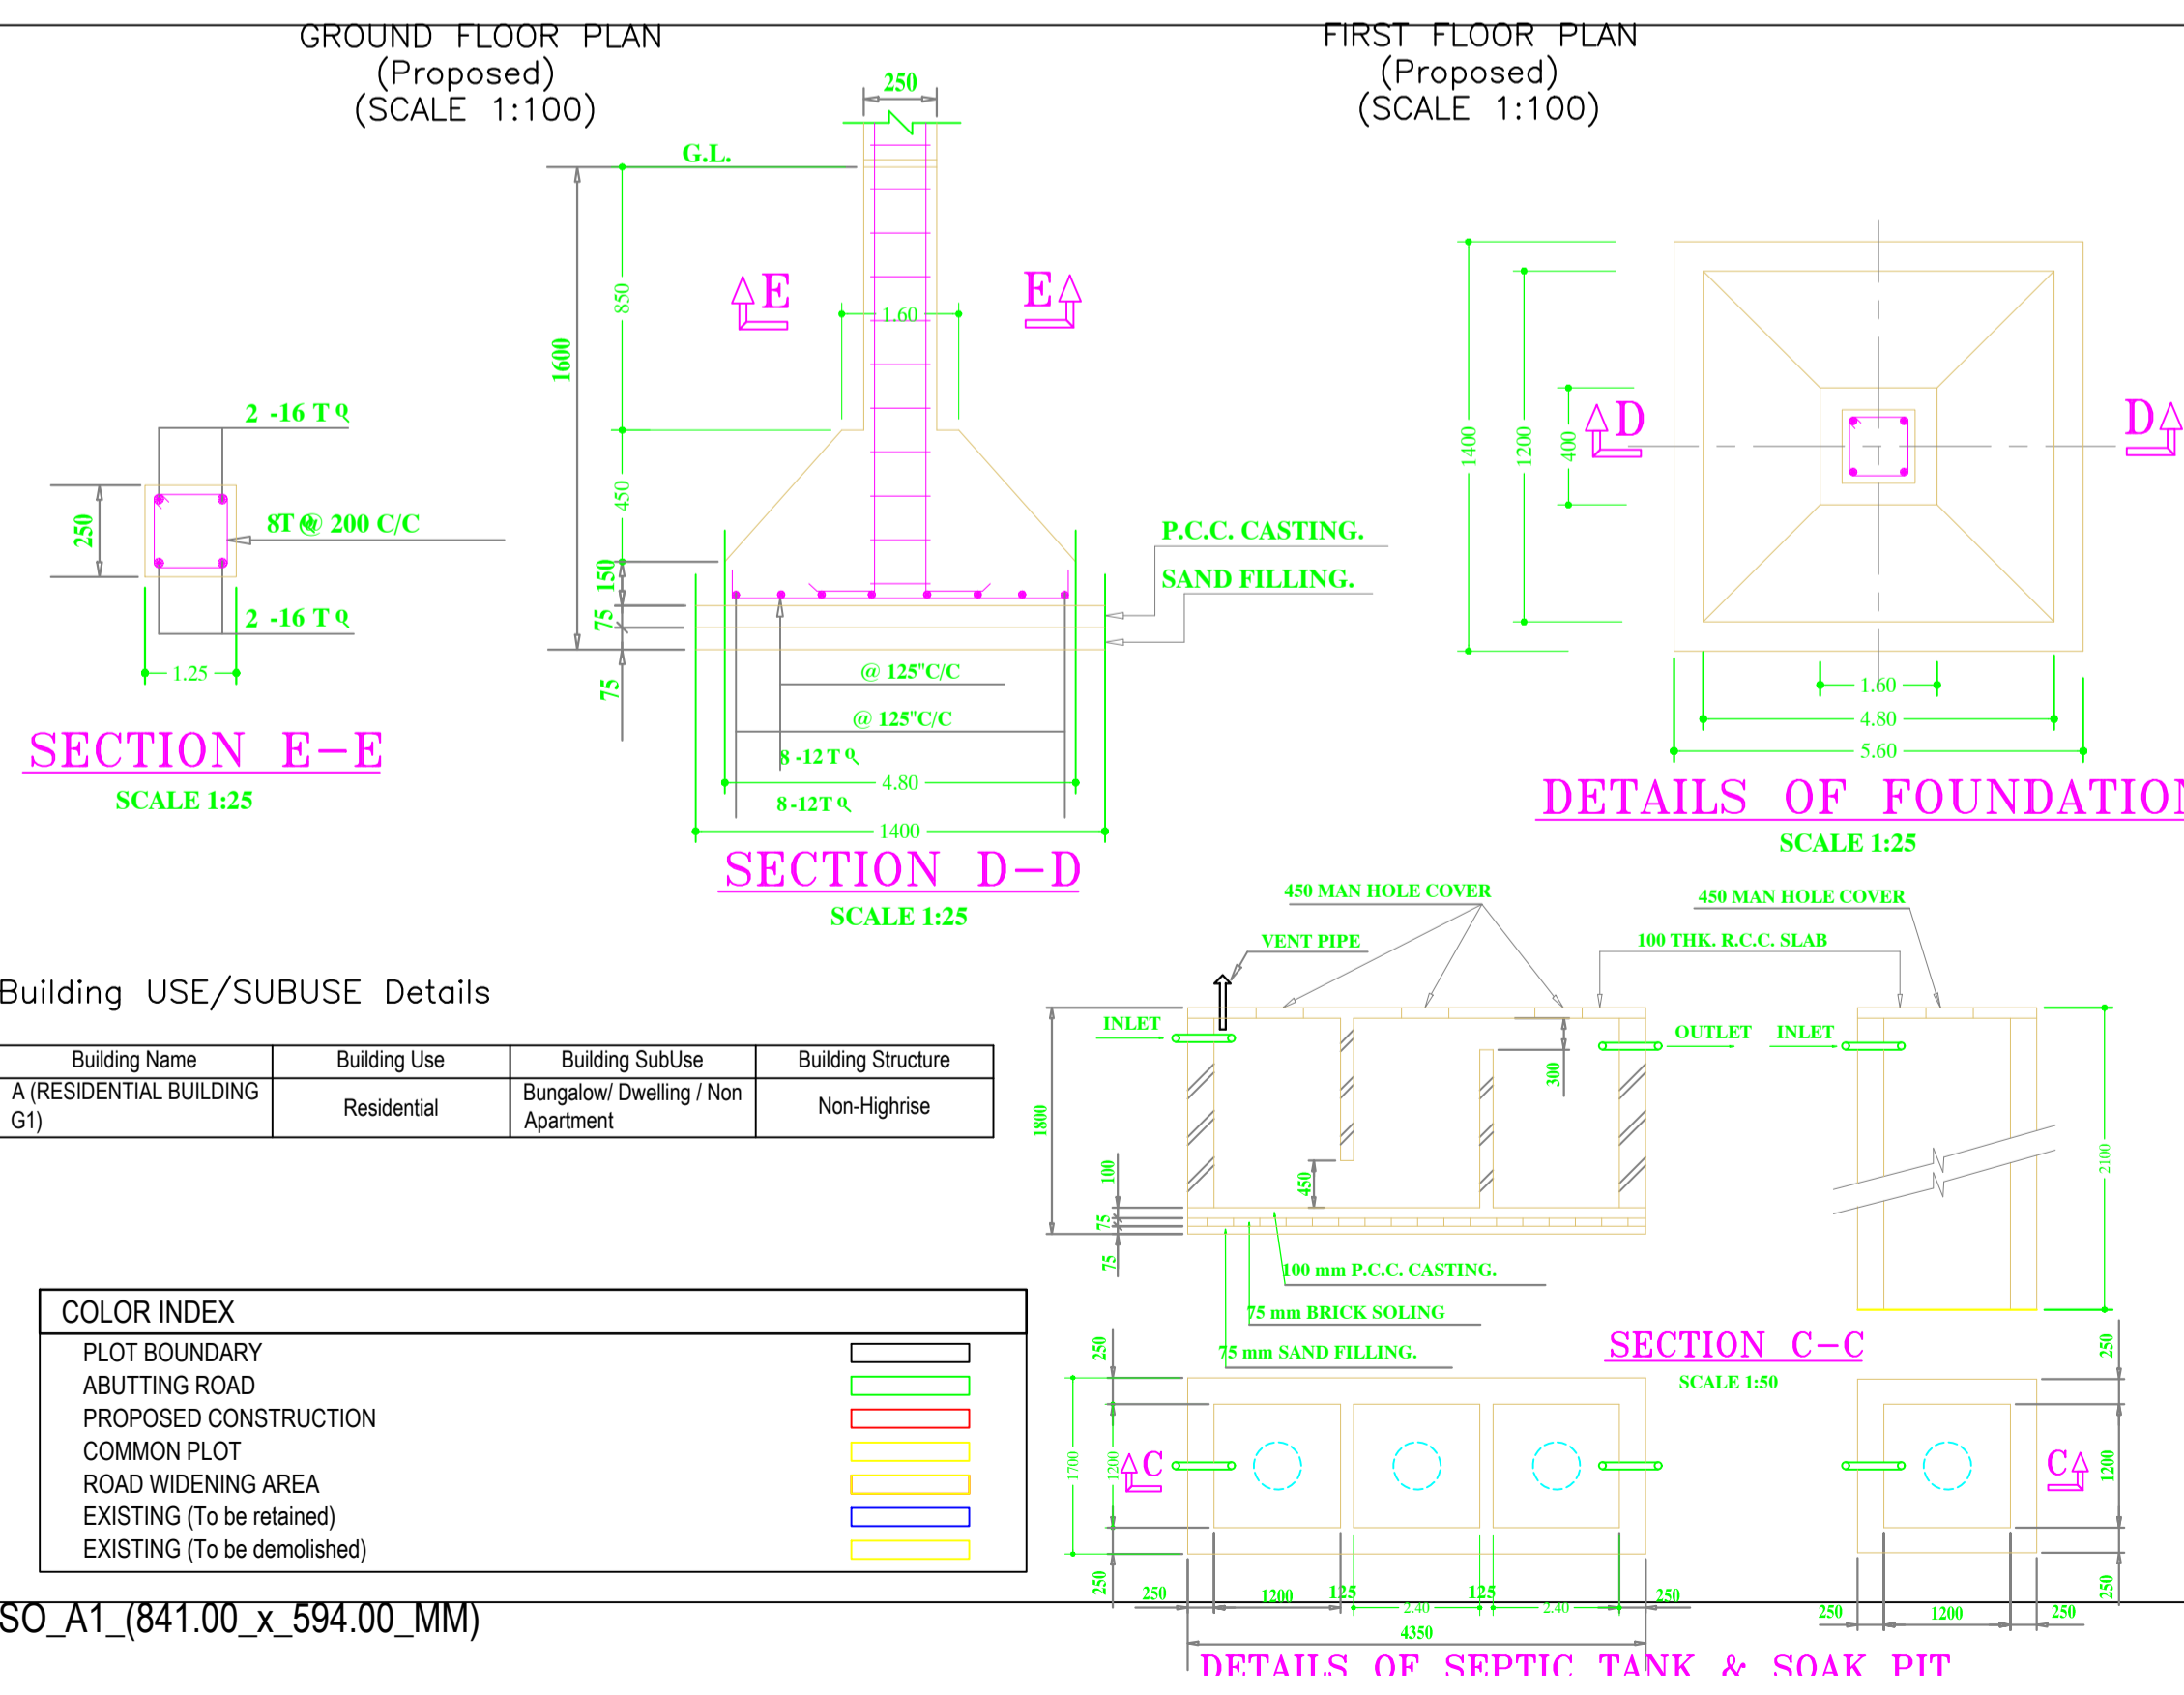 GROUND FLOOR PLAN
(Proposed)
(SCALE 1:100)
FIRST FLOOR PLAN
(Proposed)
(SCALE 1:100)
2 -16 T
250
8T @ 200 C/C
2 -16 T
1.25
SECTION E-E
SCALE 1:25
250
G.L.
E
E
850
1.60
1600
450
150
75
75
P.C.C. CASTING.
SAND FILLING.
@ 125"C/C
@ 125"C/C
8 -12 T
4.80
8 -12T
1400
SECTION D-D
SCALE 1:25
1400
1200
400
D
D
1.60
4.80
5.60
DETAILS OF FOUNDATION
SCALE 1:25
Building USE/SUBUSE Details
Building Name Building Use Building SubUse Building Structure
A (RESIDENTIAL BUILDING G1) Residential Bungalow/ Dwelling / Non Apartment Non-Highrise
COLOR INDEX
PLOT BOUNDARY
ABUTTING ROAD
PROPOSED CONSTRUCTION
COMMON PLOT
ROAD WIDENING AREA
EXISTING (To be retained)
EXISTING (To be demolished)
SO_A1_(841.00_x_594.00_MM)
450 MAN HOLE COVER
450 MAN HOLE COVER
VENT PIPE
100 THK. R.C.C. SLAB
INLET
OUTLET
INLET
300
1800
450
100
75
75
2100
100 mm P.C.C. CASTING.
75 mm BRICK SOLING
75 mm SAND FILLING.
SECTION C-C
SCALE 1:50
250
1700
1200
C
250
250
1200
125
2.40
125
2.40
250
4350
250
C
1200
250
250
1200
250
DETAILS OF SEPTIC TANK & SOAK PIT